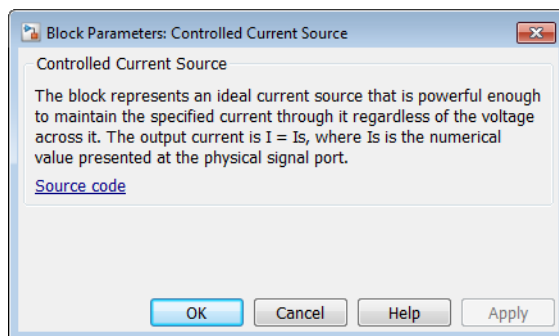 Block Parameters: Controlled Current Source
Controlled Current Source
The block represents an ideal current source that is powerful enough
to maintain the specified current through it regardless of the voltage
across it. The output current is I = Is, where Is is the numerical
value presented at the physical signal port.
Source code
OK Cancel Help Apply